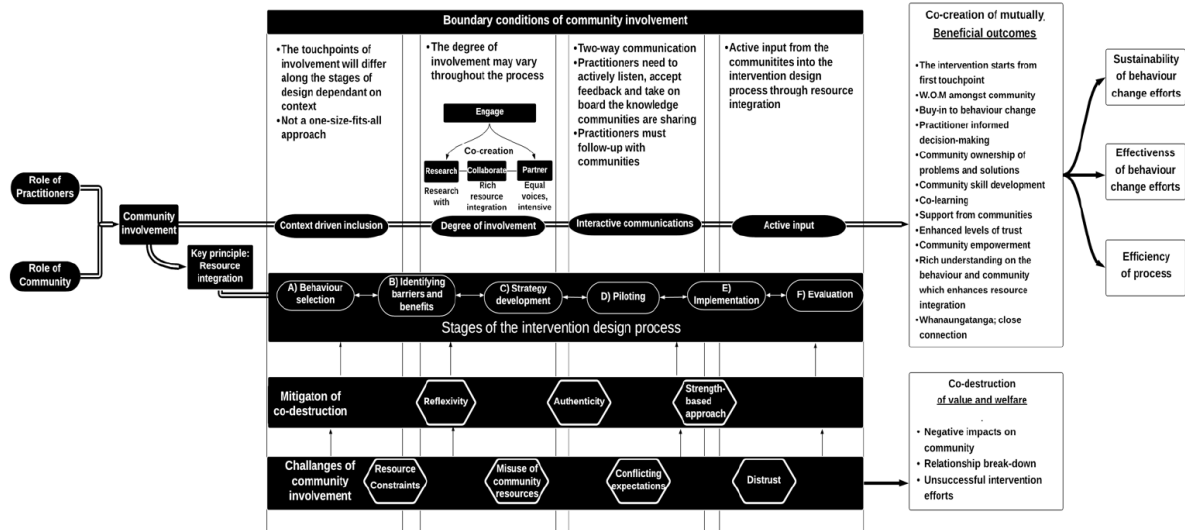 Boundary conditions of community involvement
•The touchpoints of
involvement will differ
along the stages of
design dependant on
context
•Not a one-size-fits-all
approach
•The degree of
involvement may vary
throughout the process
Engage
Co-creation
Research
Collaborate
Partner
Research
with
Rich
resource
integration
Equal
voices,
intensive
•Two-way communication
•Practitioners need to
actively listen, accept
feedback and take on
board the knowledge
communities are sharing
•Practitioners must
follow-up with
communities
•Active input from the
communitites into the
intervention design
process through resource
integration
Role of
Practitioners
Role of
Community
Community
involvement
Key principle:
Resource
integration
Context driven inclusion
Degree of involvement
Interactive communications
Active input
A) Behaviour
selection
B) Identifying
barriers and
benefits
C) Strategy
development
D) Piloting
E)
Implementation
F) Evaluation
Stages of the intervention design process
Mitigaton of
co-destruction
Reflexivity
Authenticity
Strength-
based
approach
Challanges of
community
involvement
Resource
Constraints
Misuse of
community
resources
Conflicting
expectations
Distrust
Co-creation of mutually
Beneficial outcomes
•The intervention starts from
first touchpoint
•W.O.M amongst community
•Buy-in to behaviour change
•Practitioner informed
decision-making
•Community ownership of
problems and solutions
•Community skill development
•Co-learning
•Support from communities
•Enhanced levels of trust
•Community empowerment
•Rich understanding on the
behaviour and community
which enhances resource
integration
•Whanaungatanga; close
connection
Sustainability
of behaviour
change efforts
Effectivenss
of behaviour
change efforts
Efficiency
of process
Co-destruction
of value and welfare
• Negative impacts on
community
• Relationship break-down
• Unsuccessful intervention
efforts